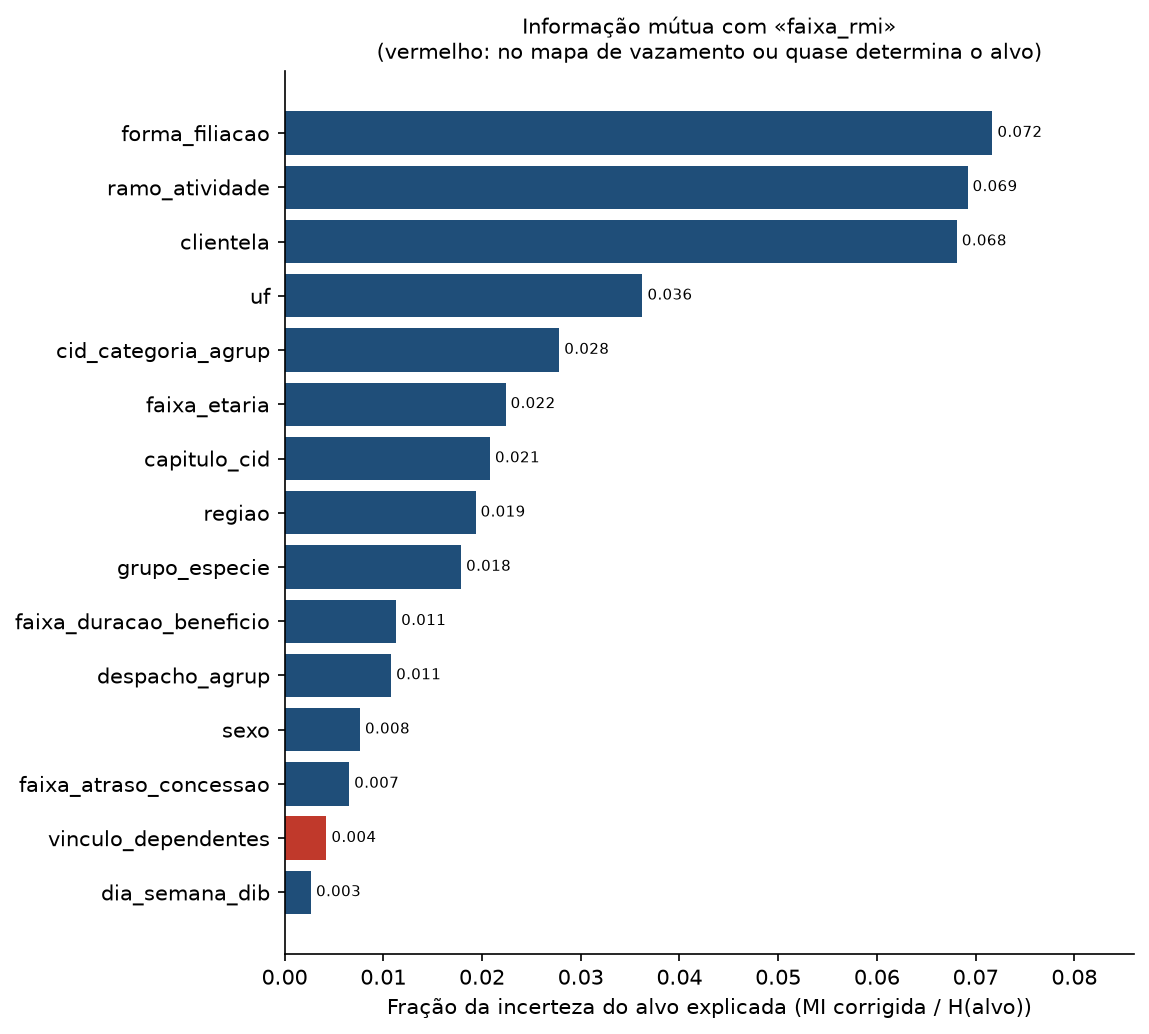 Informação mútua com «faixa_rmi»
(vermelho: no mapa de vazamento ou quase determina o alvo)
forma_filiacao 0.072
ramo_atividade 0.069
clientela 0.068
uf 0.036
cid_categoria_agrup 0.028
faixa_etaria 0.022
capitulo_cid 0.021
regiao 0.019
grupo_especie 0.018
faixa_duracao_beneficio 0.011
despacho_agrup 0.011
sexo 0.008
faixa_atraso_concessao 0.007
vinculo_dependentes 0.004
dia_semana_dib 0.003
0.00 0.01 0.02 0.03 0.04 0.05 0.06 0.07 0.08
Fração da incerteza do alvo explicada (MI corrigida / H(alvo))